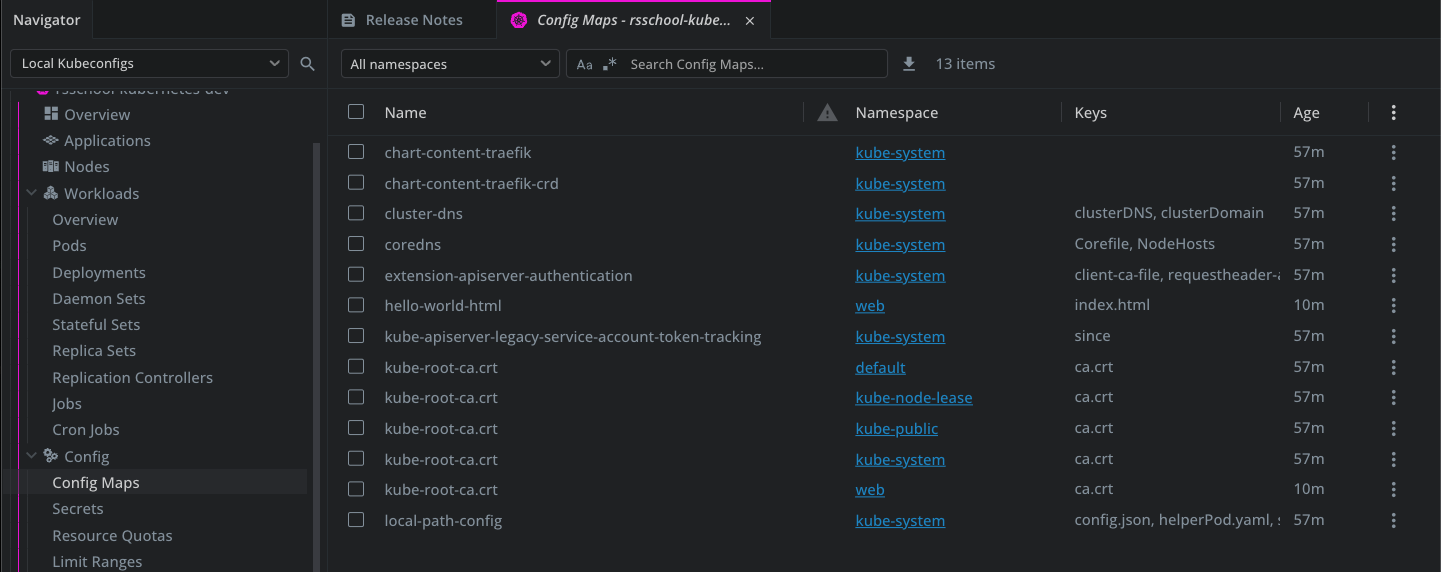 Navigator
Release Notes
Config Maps - rsschool-kube...
Local Kubeconfigs
All namespaces
Aa .* Search Config Maps...
13 items
rsschool-kubernetes-dev
Overview
Applications
Nodes
Workloads
Overview
Pods
Deployments
Daemon Sets
Stateful Sets
Replica Sets
Replication Controllers
Jobs
Cron Jobs
Config
Config Maps
Secrets
Resource Quotas
Limit Ranges
Name Namespace Keys Age
chart-content-traefik kube-system 57m
chart-content-traefik-crd kube-system 57m
cluster-dns kube-system clusterDNS, clusterDomain 57m
coredns kube-system Corefile, NodeHosts 57m
extension-apiserver-authentication kube-system client-ca-file, requestheader-a 57m
hello-world-html web index.html 10m
kube-apiserver-legacy-service-account-token-tracking kube-system since 57m
kube-root-ca.crt default ca.crt 57m
kube-root-ca.crt kube-node-lease ca.crt 57m
kube-root-ca.crt kube-public ca.crt 57m
kube-root-ca.crt kube-system ca.crt 57m
kube-root-ca.crt web ca.crt 10m
local-path-config kube-system config.json, helperPod.yaml, s 57m